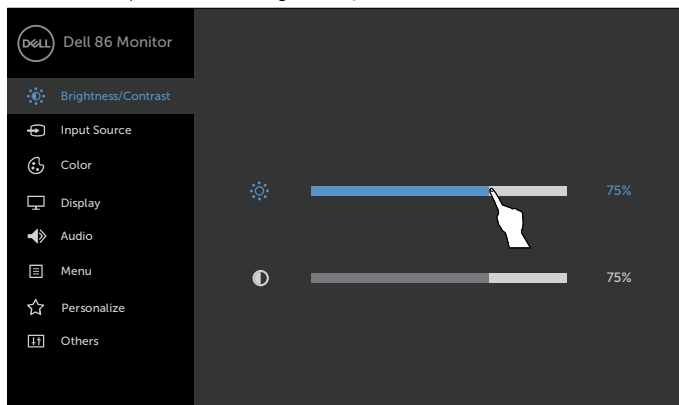 DELL
Dell 86 Monitor
Brightness/Contrast
Input Source
Color
Display
Audio
Menu
Personalize
Others
75%
75%